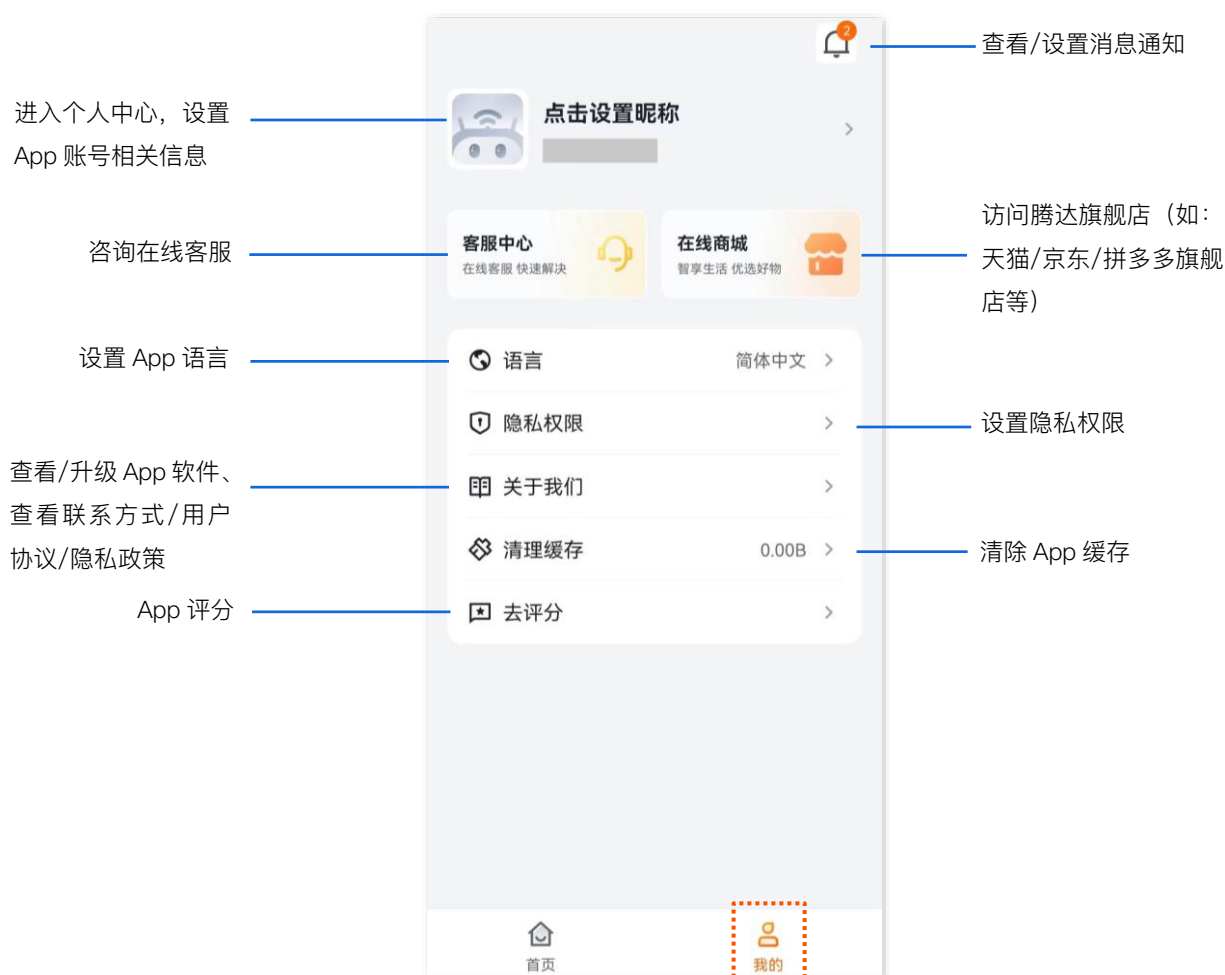 2
查看/设置消息通知
进入个人中心，设置
App 账号相关信息
点击设置昵称
访问腾达旗舰店（如：
天猫/京东/拼多多旗舰
店等）
咨询在线客服
客服中心
在线客服 快速解决
在线商城
智享生活 优选好物
设置 App 语言
语言 简体中文
隐私权限
设置隐私权限
查看/升级 App 软件、
查看联系方式/用户
协议/隐私政策
关于我们
清理缓存 0.00B
清除 App 缓存
App 评分
去评分
首页
我的